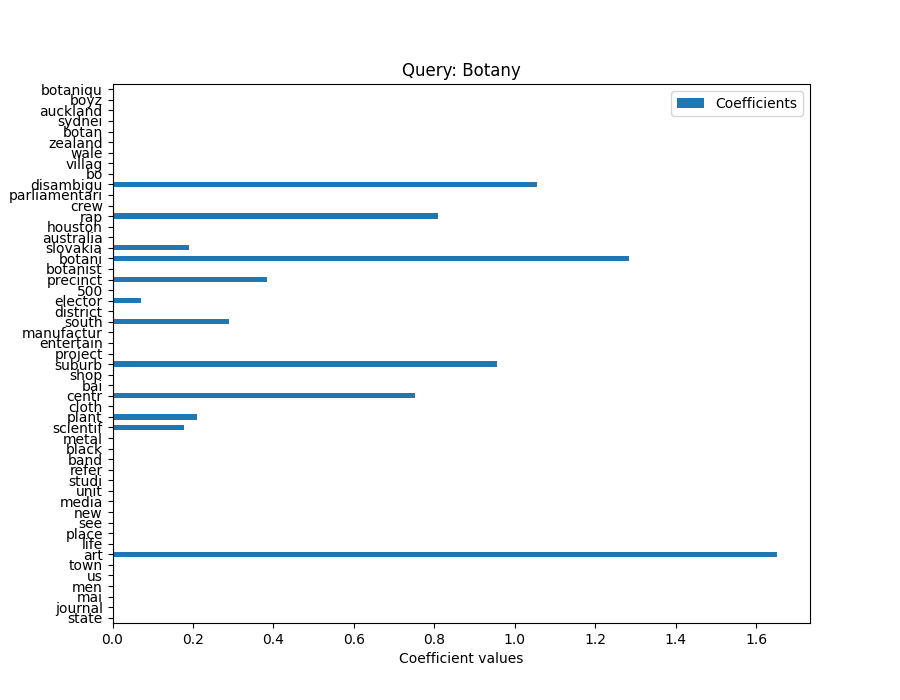 Query: Botany
Coefficients
botaniqu
boyz
auckland
sydnei
botan
zealand
wale
villag
bo
disambigu
parliamentari
crew
rap
houston
australia
slovakia
botani
botanist
precinct
500
elector
district
south
manufactur
entertain
project
suburb
shop
bai
centr
cloth
plant
scientif
metal
black
band
refer
studi
unit
media
new
see
place
life
art
town
us
men
mai
journal
state
0.0 0.2 0.4 0.6 0.8 1.0 1.2 1.4 1.6
Coefficient values